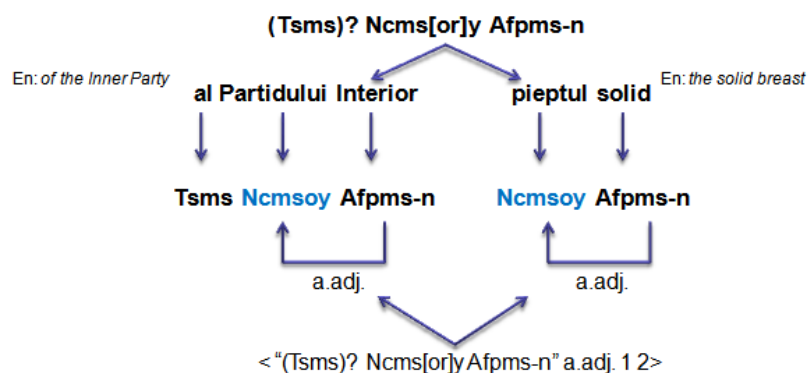 (Tsms)? Ncms[or]y Afpms-n
En: of the Inner Party
al Partidului Interior
pieptul solid
En: the solid breast
Tsms Ncmsoy Afpms-n
Ncmsoy Afpms-n
a.adj.
a.adj.
< “(Tsms)? Ncms[or]y Afpms-n” a.adj. 1 2>